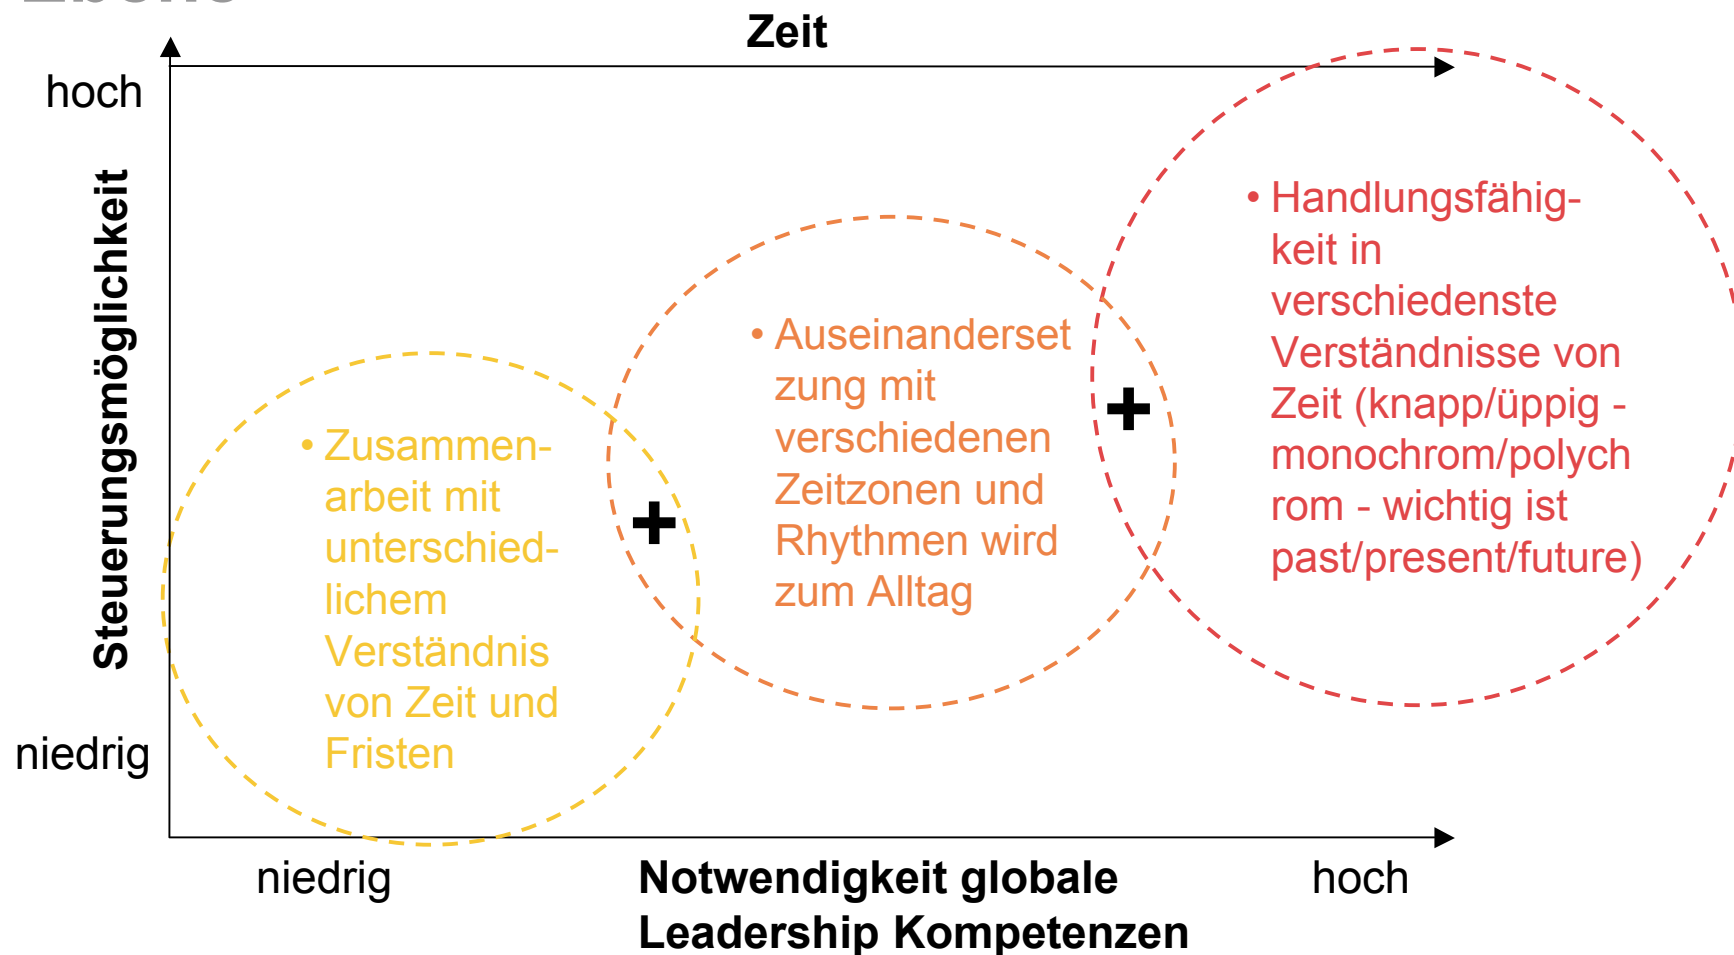 Ebene
Zeit
hoch
Steuerungsmöglichkeit
niedrig
• Zusammen-
arbeit mit
unterschied-
lichem
Verständnis
von Zeit und
Fristen
+
• Auseinanderset
zung mit
verschiedenen
Zeitzonen und
Rhythmen wird
zum Alltag
+
• Handlungsfähig-
keit in
verschiedenste
Verständnisse von
Zeit (knapp/üppig -
monochrom/polych
rom - wichtig ist
past/present/future)
niedrig
Notwendigkeit globale
Leadership Kompetenzen
hoch